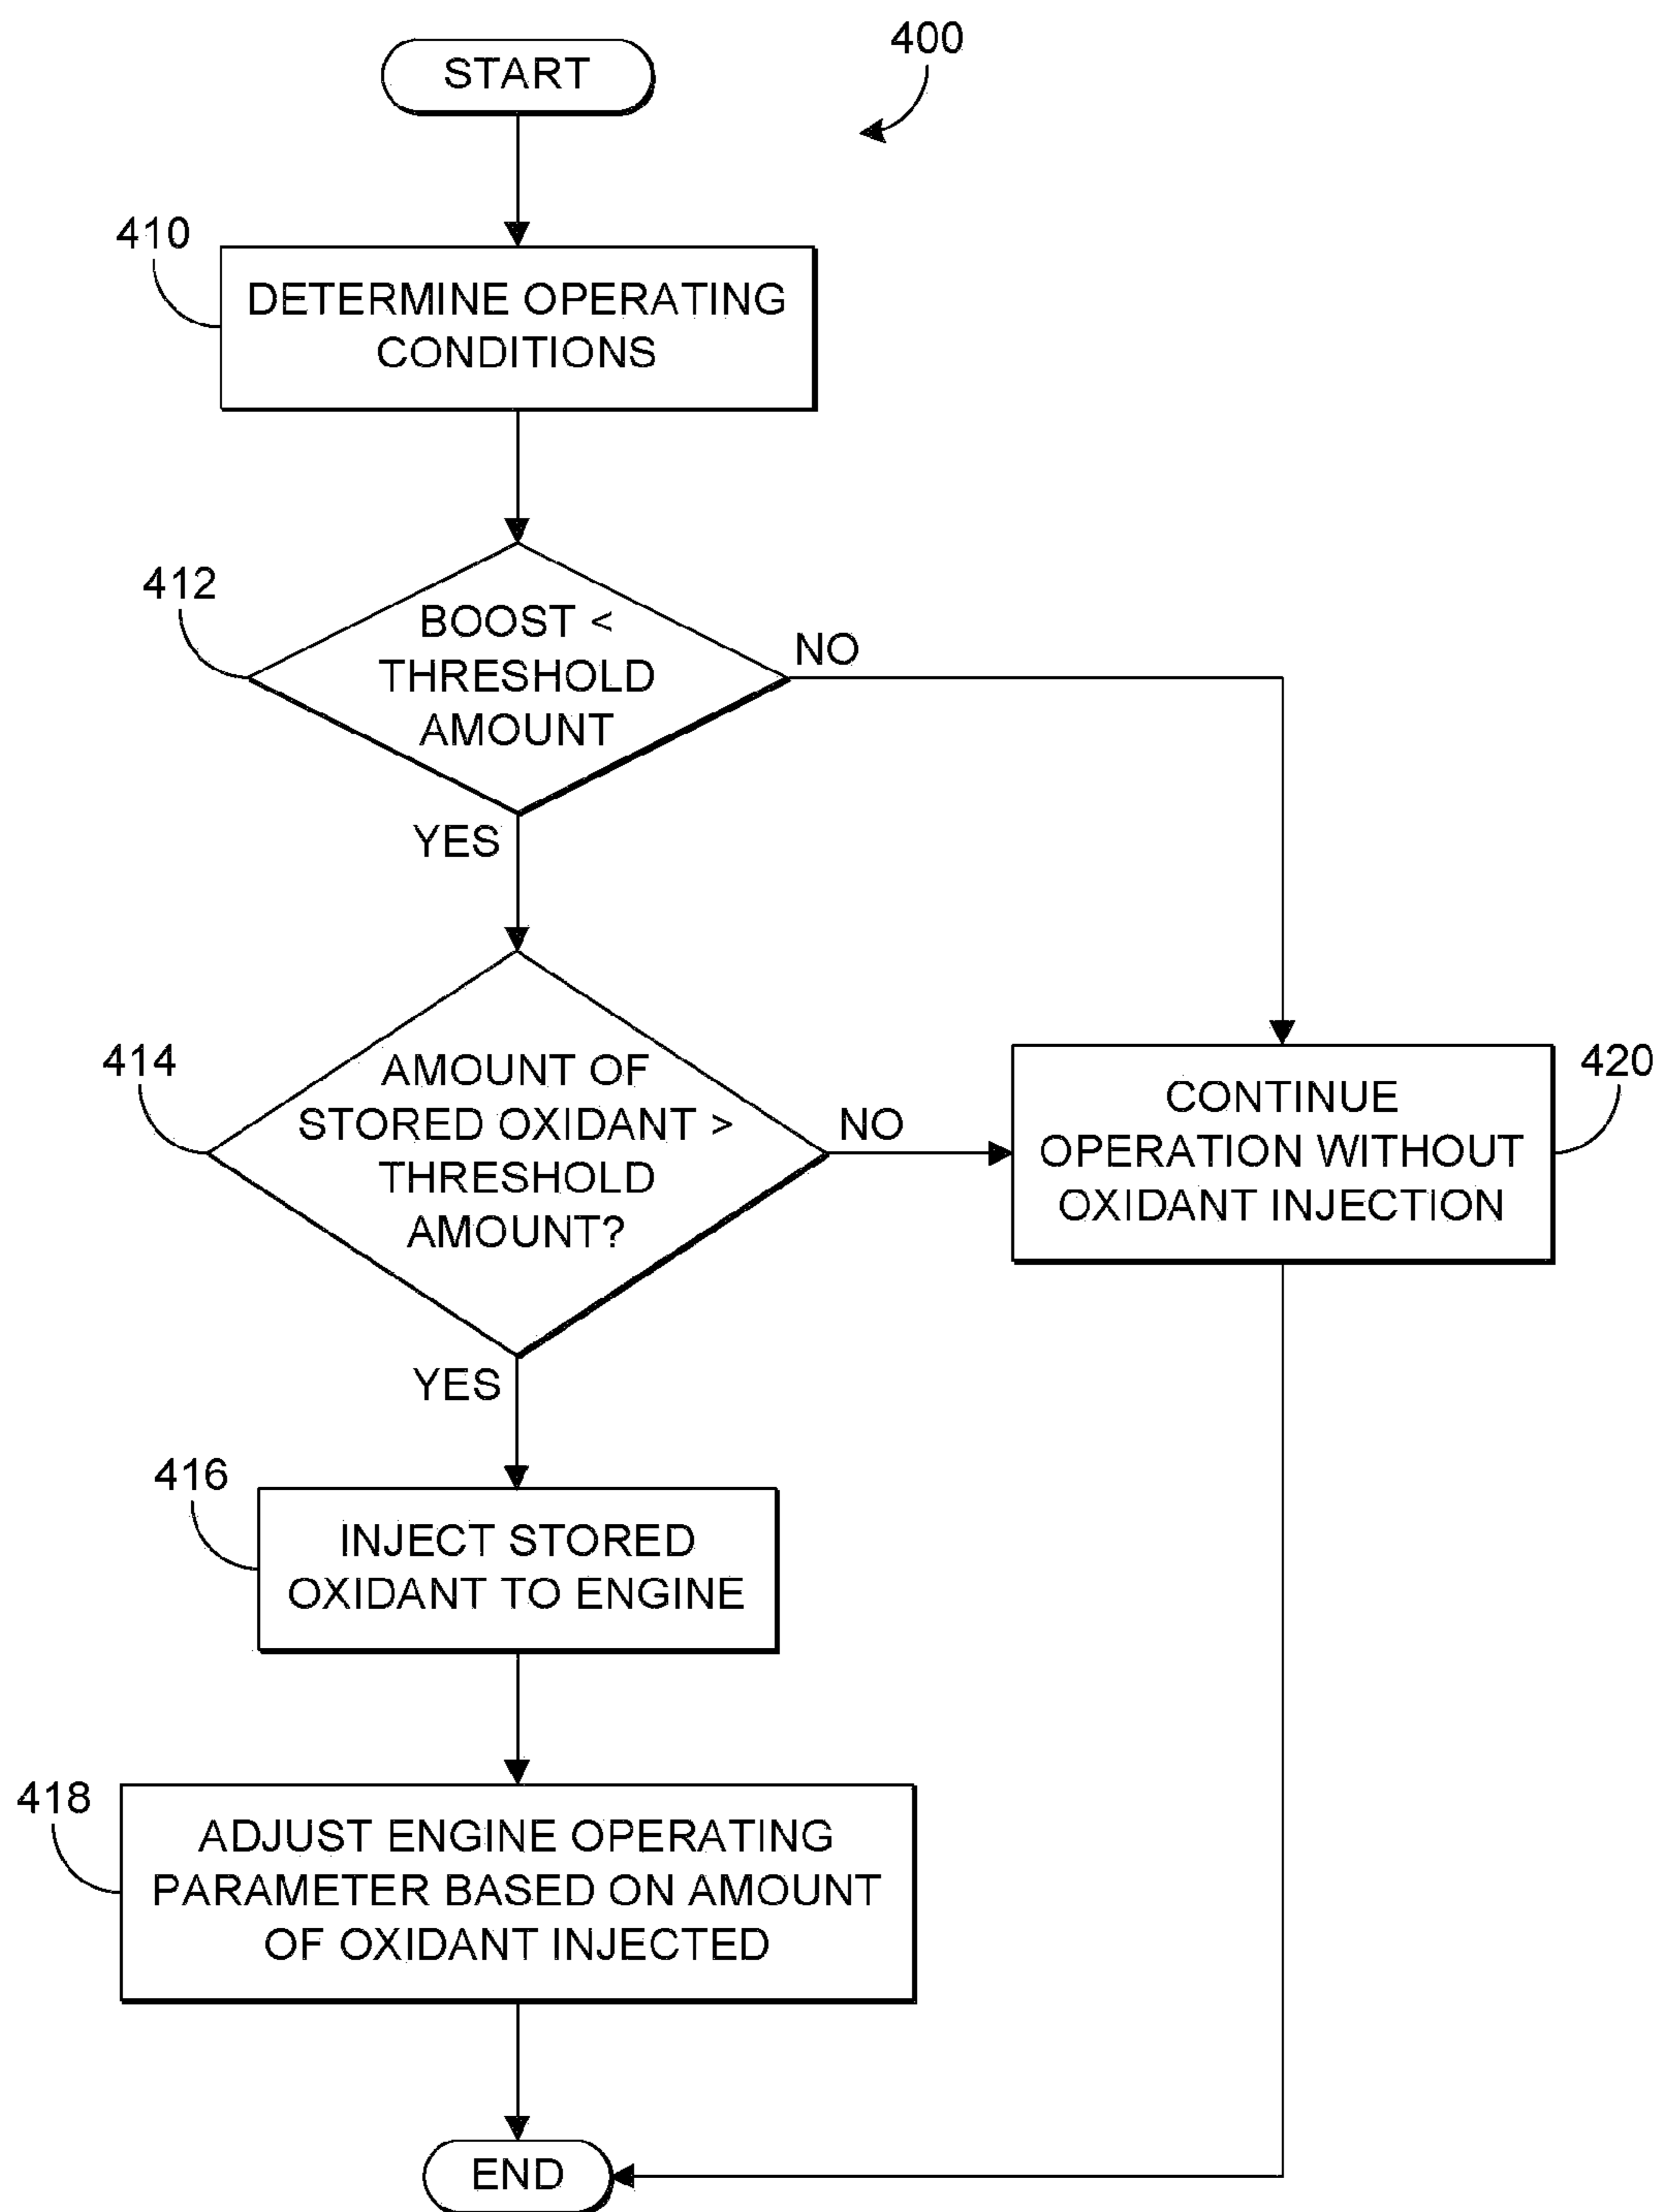 400
START
410
DETERMINE OPERATING
CONDITIONS
412
BOOST <
THRESHOLD
AMOUNT
NO
YES
414
AMOUNT OF
STORED OXIDANT >
THRESHOLD
AMOUNT?
NO
420
CONTINUE
OPERATION WITHOUT
OXIDANT INJECTION
YES
416
INJECT STORED
OXIDANT TO ENGINE
418
ADJUST ENGINE OPERATING
PARAMETER BASED ON AMOUNT
OF OXIDANT INJECTED
END